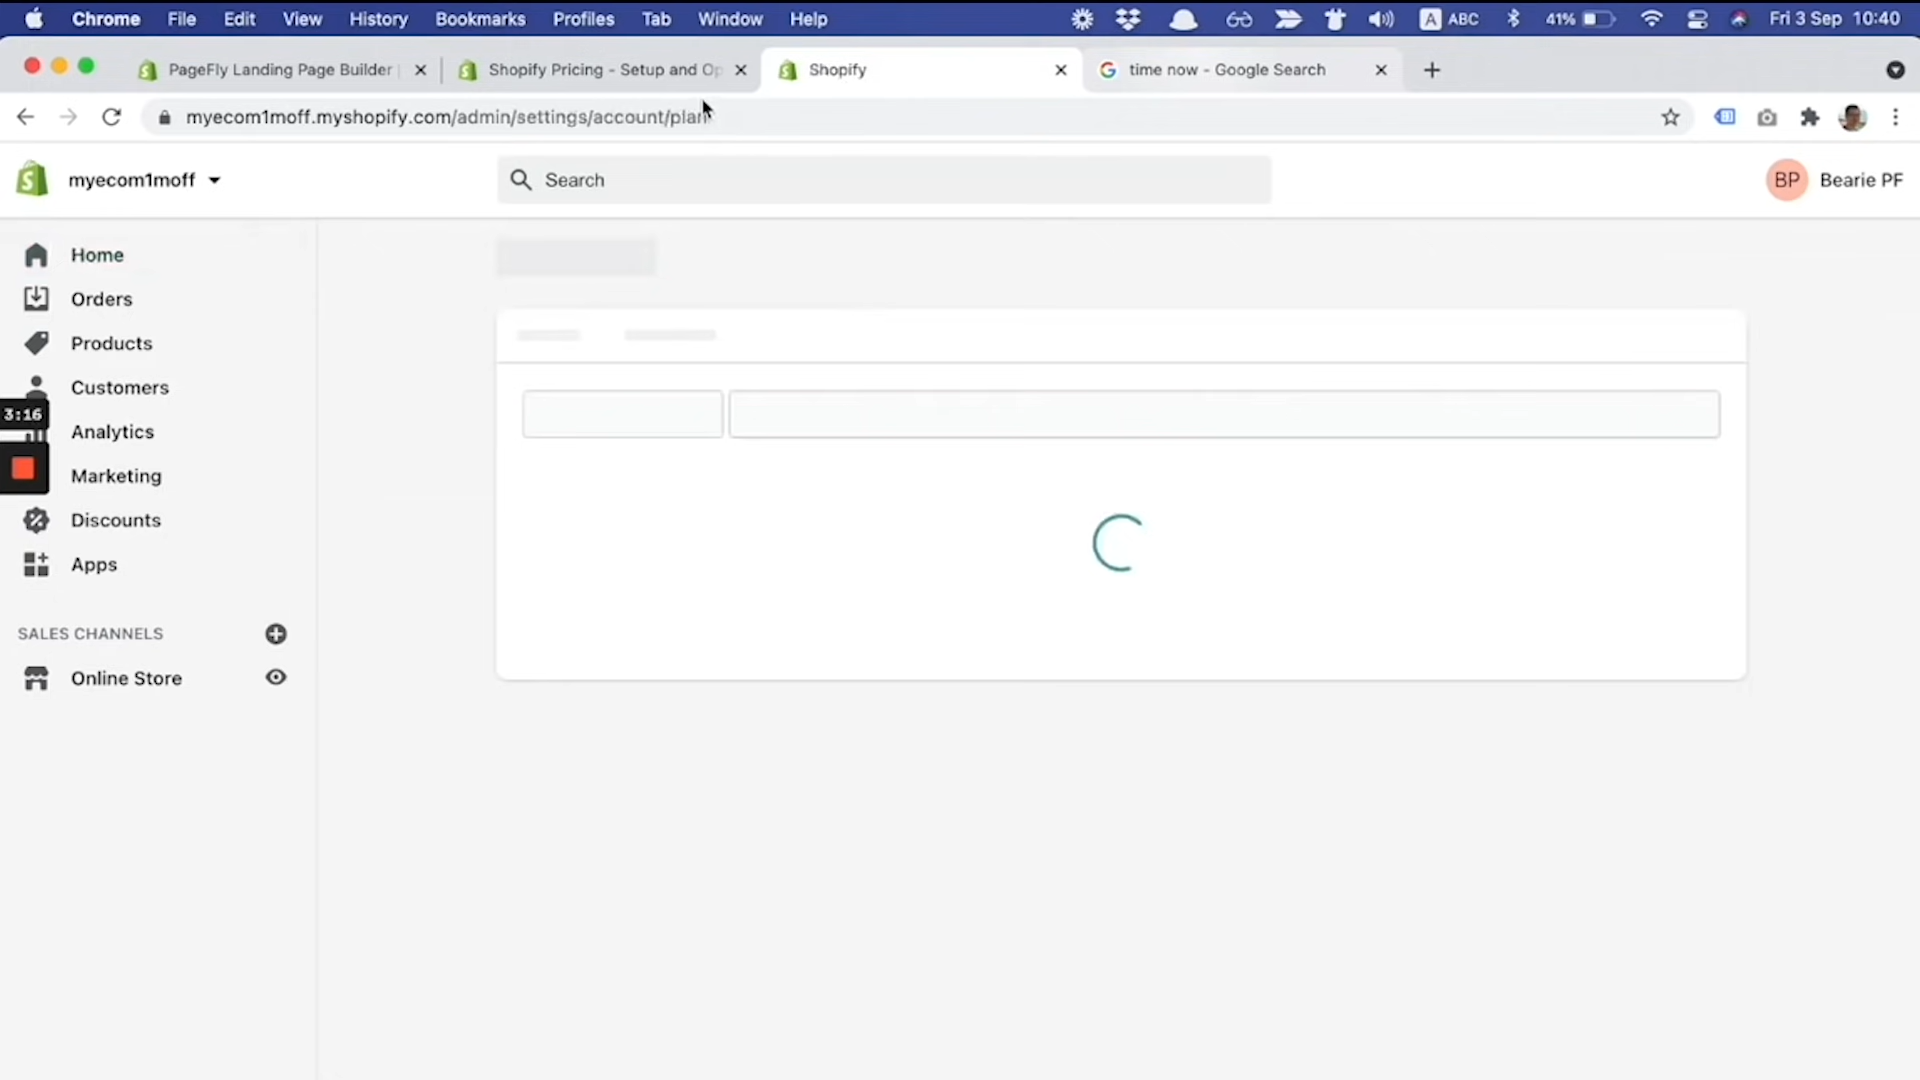 Chrome File Edit View History Bookmarks Profiles Tab Window Help A ABC 41% Fri 3 Sep 10:40
PageFly Landing Page Builder Shopify Pricing - Setup and Op Shopify time now - Google Search
myecom1moff.myshopify.com/admin/settings/account/plan
myecom1moff Search BP Bearie PF
Home
Orders
Products
Customers
3:16
Analytics
Marketing
Discounts
Apps
SALES CHANNELS
Online Store